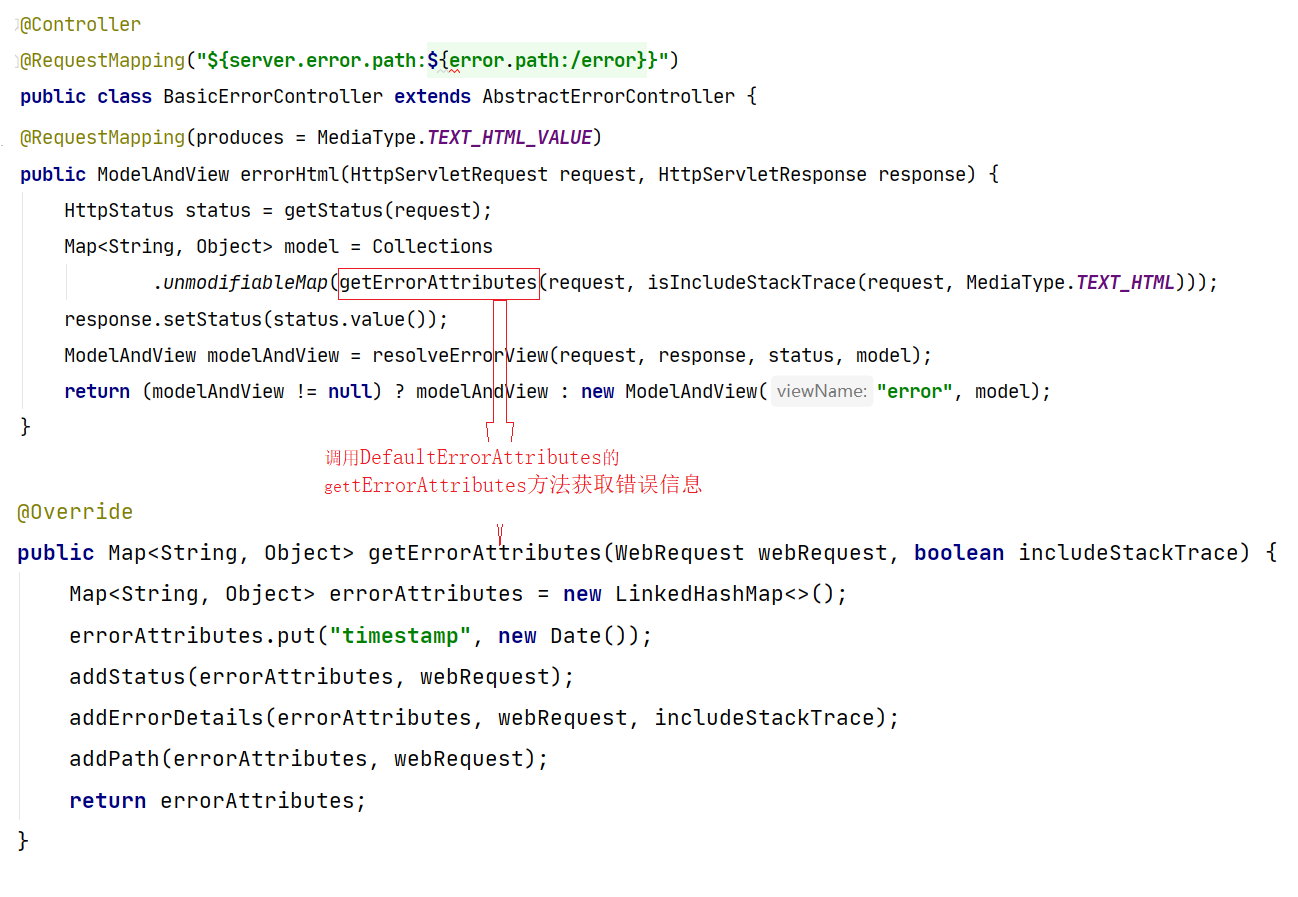 @Controller
@RequestMapping("${server.error.path:${error.path:/error}}")
public class BasicErrorController extends AbstractErrorController {
@RequestMapping(produces = MediaType.TEXT_HTML_VALUE)
public ModelAndView errorHtml(HttpServletRequest request, HttpServletResponse response) {
HttpStatus status = getStatus(request);
Map<String, Object> model = Collections
.unmodifiableMap(getErrorAttributes(request, isIncludeStackTrace(request, MediaType.TEXT_HTML)));
response.setStatus(status.value());
ModelAndView modelAndView = resolveErrorView(request, response, status, model);
return (modelAndView != null) ? modelAndView : new ModelAndView( viewName: "error", model);
}
调用DefaultErrorAttributes的
gettErrorAttributes方法获取错误信息
@Override
public Map<String, Object> getErrorAttributes(WebRequest webRequest, boolean includeStackTrace) {
Map<String, Object> errorAttributes = new LinkedHashMap<>();
errorAttributes.put("timestamp", new Date());
addStatus(errorAttributes, webRequest);
addErrorDetails(errorAttributes, webRequest, includeStackTrace);
addPath(errorAttributes, webRequest);
return errorAttributes;
}